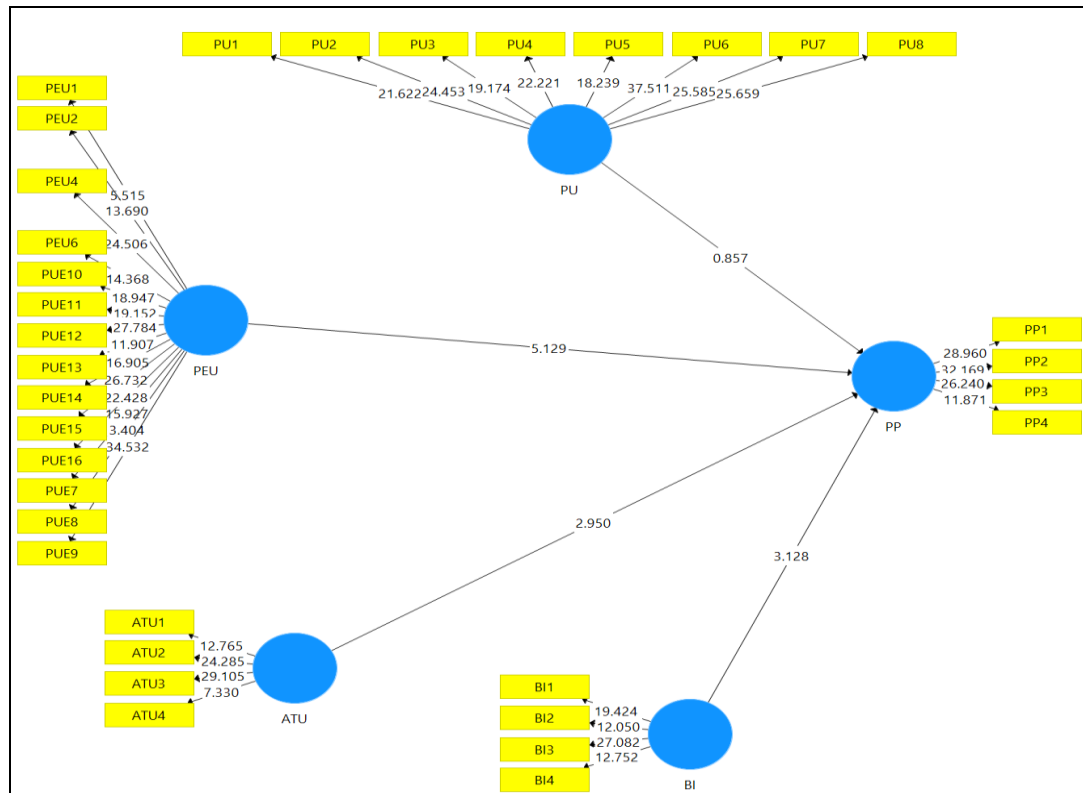 PU1 PU2 PU3 PU4 PU5 PU6 PU7 PU8
21.622 24.453 19.174 22.221 18.239 37.511 25.585 25.659
PU
PEU1
PEU2
PEU4
PEU6
PUE10
PUE11
PUE12
PUE13
PUE14
PUE15
PUE16
PUE7
PUE8
PUE9
5.515
13.690
24.506
14.368
18.947
19.152
27.784
11.907
16.905
26.732
22.428
15.927
3.404
34.532
PEU
0.857
5.129
2.950
3.128
28.960
32.169
26.240
11.871
PP
PP1
PP2
PP3
PP4
ATU1
ATU2
ATU3
ATU4
12.765
24.285
29.105
7.330
ATU
BI1
BI2
BI3
BI4
19.424
12.050
27.082
12.752
BI